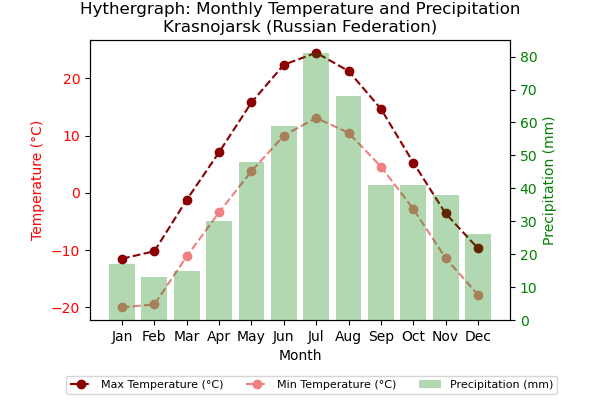 Hythergraph: Monthly Temperature and Precipitation
Krasnojarsk (Russian Federation)
Temperature (°C)
20
10
0
−10
−20
Precipitation (mm)
80
70
60
50
40
30
20
10
0
Jan Feb Mar Apr May Jun Jul Aug Sep Oct Nov Dec
Month
Max Temperature (°C) Min Temperature (°C) Precipitation (mm)